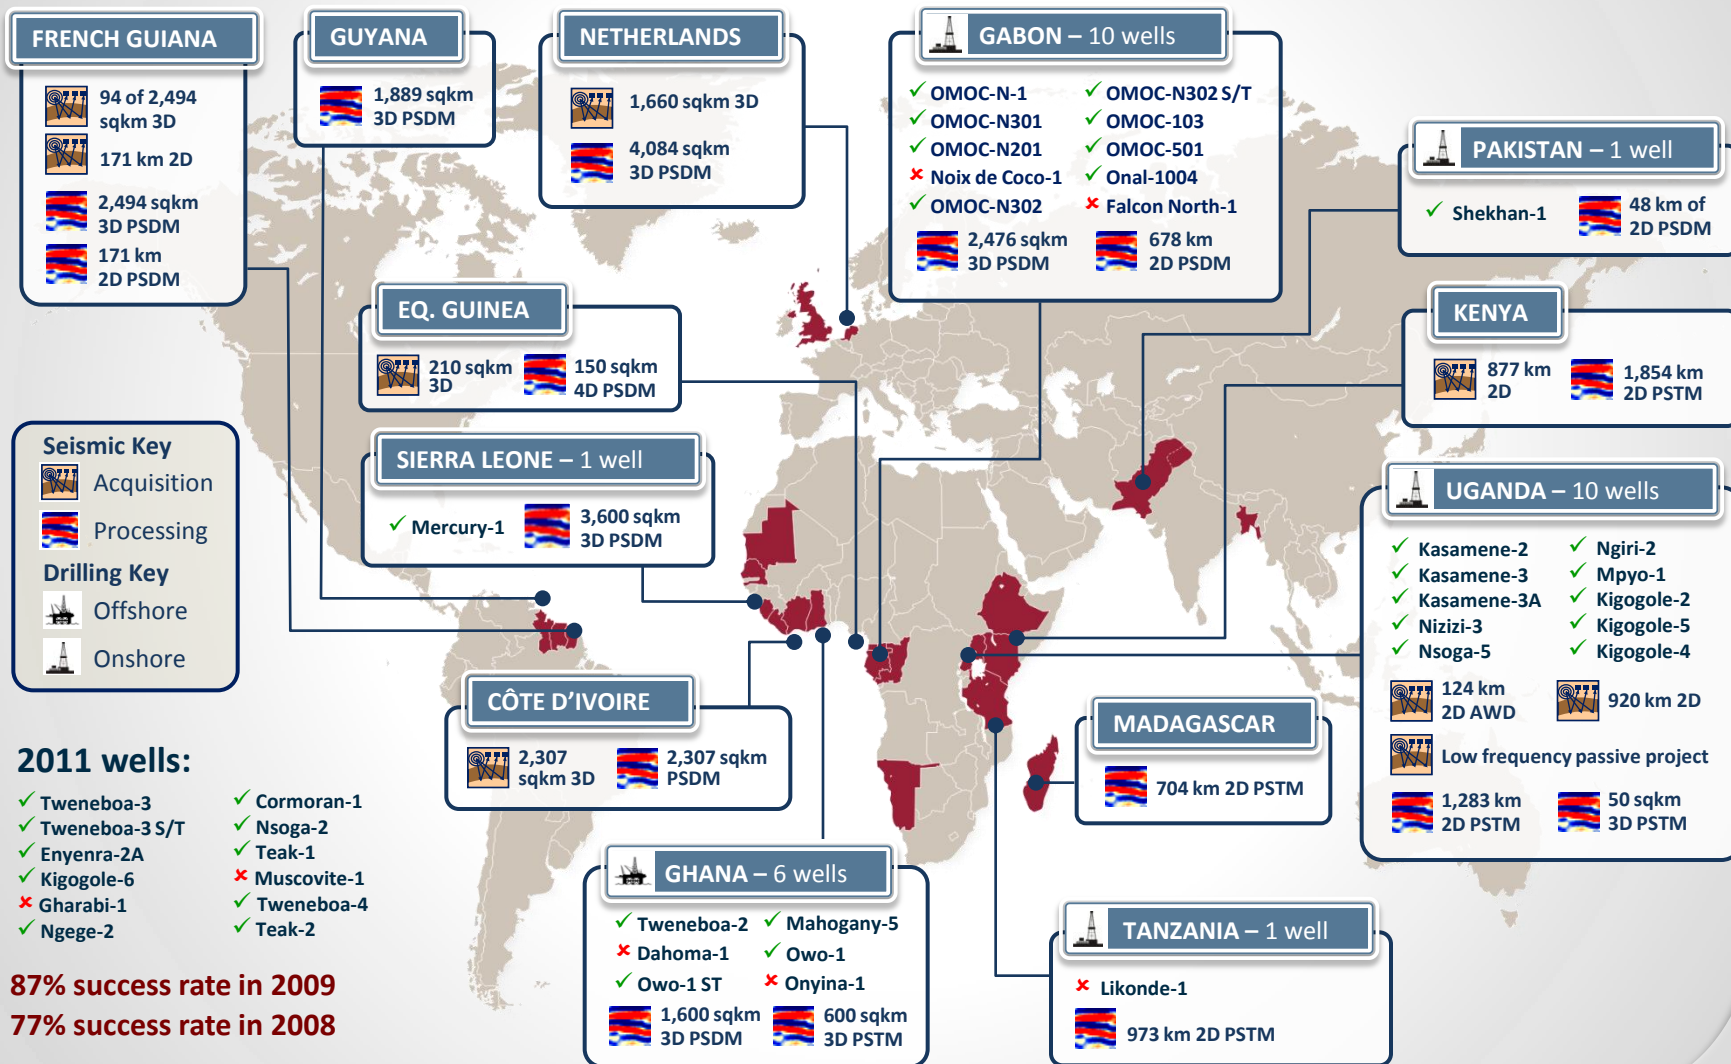 FRENCH GUIANA
94 of 2,494
sqkm 3D
171 km 2D
2,494 sqkm
3D PSDM
171 km
2D PSDM
GUYANA
1,889 sqkm
3D PSDM
NETHERLANDS
1,660 sqkm 3D
4,084 sqkm
3D PSDM
GABON – 10 wells
OMOC-N-1
OMOC-N301
OMOC-N201
Noix de Coco-1
OMOC-N302
OMOC-N302 S/T
OMOC-103
OMOC-501
Onal-1004
Falcon North-1
2,476 sqkm
3D PSDM
678 km
2D PSDM
PAKISTAN – 1 well
Shekhan-1
48 km of
2D PSDM
EQ. GUINEA
210 sqkm
3D
150 sqkm
4D PSDM
KENYA
877 km
2D
1,854 km
2D PSTM
Seismic Key
Acquisition
Processing
Drilling Key
Offshore
Onshore
SIERRA LEONE – 1 well
Mercury-1
3,600 sqkm
3D PSDM
UGANDA – 10 wells
Kasamene-2
Kasamene-3
Kasamene-3A
Nizizi-3
Nsoga-5
Ngiri-2
Mpyo-1
Kigogole-2
Kigogole-5
Kigogole-4
124 km
2D AWD
920 km 2D
Low frequency passive project
1,283 km
2D PSTM
50 sqkm
3D PSTM
CÔTE D’IVOIRE
2,307
sqkm 3D
2,307 sqkm
PSDM
MADAGASCAR
704 km 2D PSTM
2011 wells:
Tweneboa-3
Tweneboa-3 S/T
Enyenra-2A
Kigogole-6
Gharabi-1
Ngege-2
Cormoran-1
Nsoga-2
Teak-1
Muscovite-1
Tweneboa-4
Teak-2
87% success rate in 2009
77% success rate in 2008
GHANA – 6 wells
Tweneboa-2
Dahoma-1
Owo-1 ST
Mahogany-5
Owo-1
Onyina-1
1,600 sqkm
3D PSDM
600 sqkm
3D PSTM
TANZANIA – 1 well
Likonde-1
973 km 2D PSTM